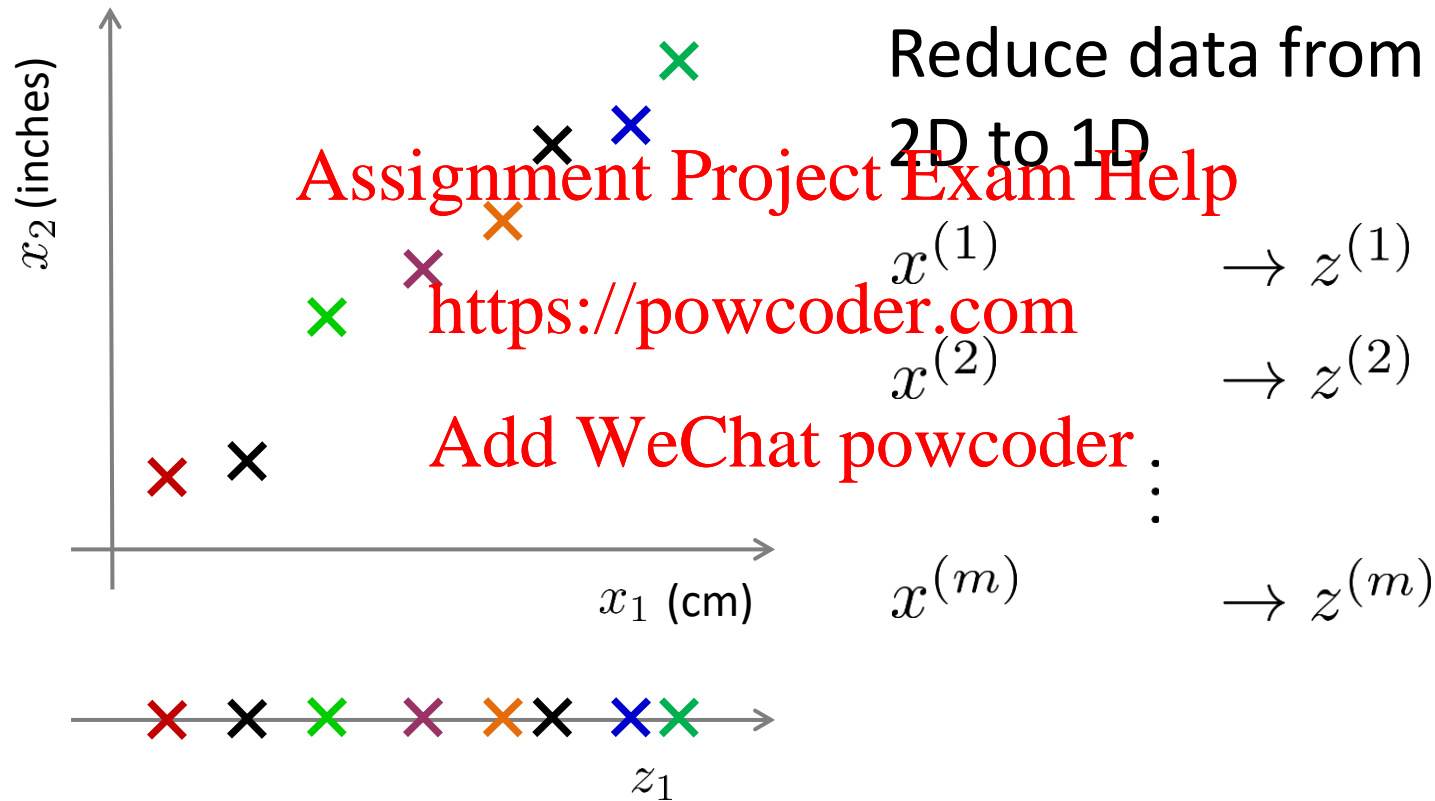 x₂ (inches)
Reduce data from
2D to 1D
Assignment Project Exam Help
x⁽¹⁾ → z⁽¹⁾
https://powcoder.com
x⁽²⁾ → z⁽²⁾
Add WeChat powcoder
⋮
x₁ (cm)
x⁽ᵐ⁾ → z⁽ᵐ⁾
z₁